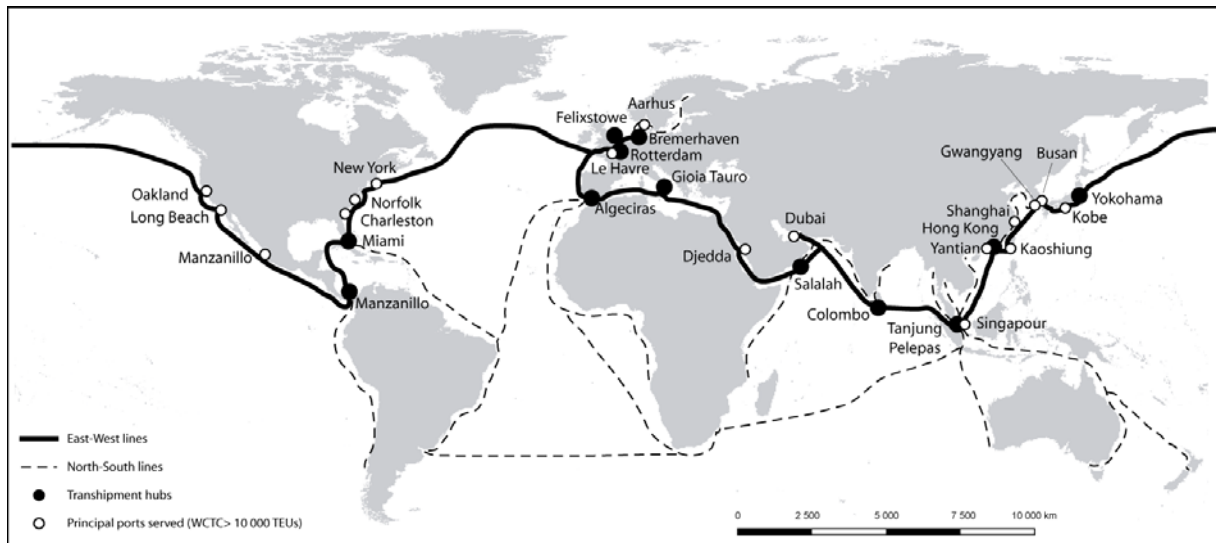 Aarhus
Felixstowe
Bremerhaven
Rotterdam
Le Havre
Gioia Tauro
Algeciras
New York
Norfolk
Charleston
Miami
Oakland
Long Beach
Manzanillo
Manzanillo
Gwangyang
Busan
Yokohama
Kobe
Shanghai
Hong Kong
Yantian
Kaoshiung
Dubai
Djedda
Salalah
Colombo
Tanjung
Pelepas
Singapour
East-West lines
North-South lines
Transhipment hubs
Principal ports served (WCTC> 10 000 TEUs)
0 2 500 5 000 7 500 10 000 km